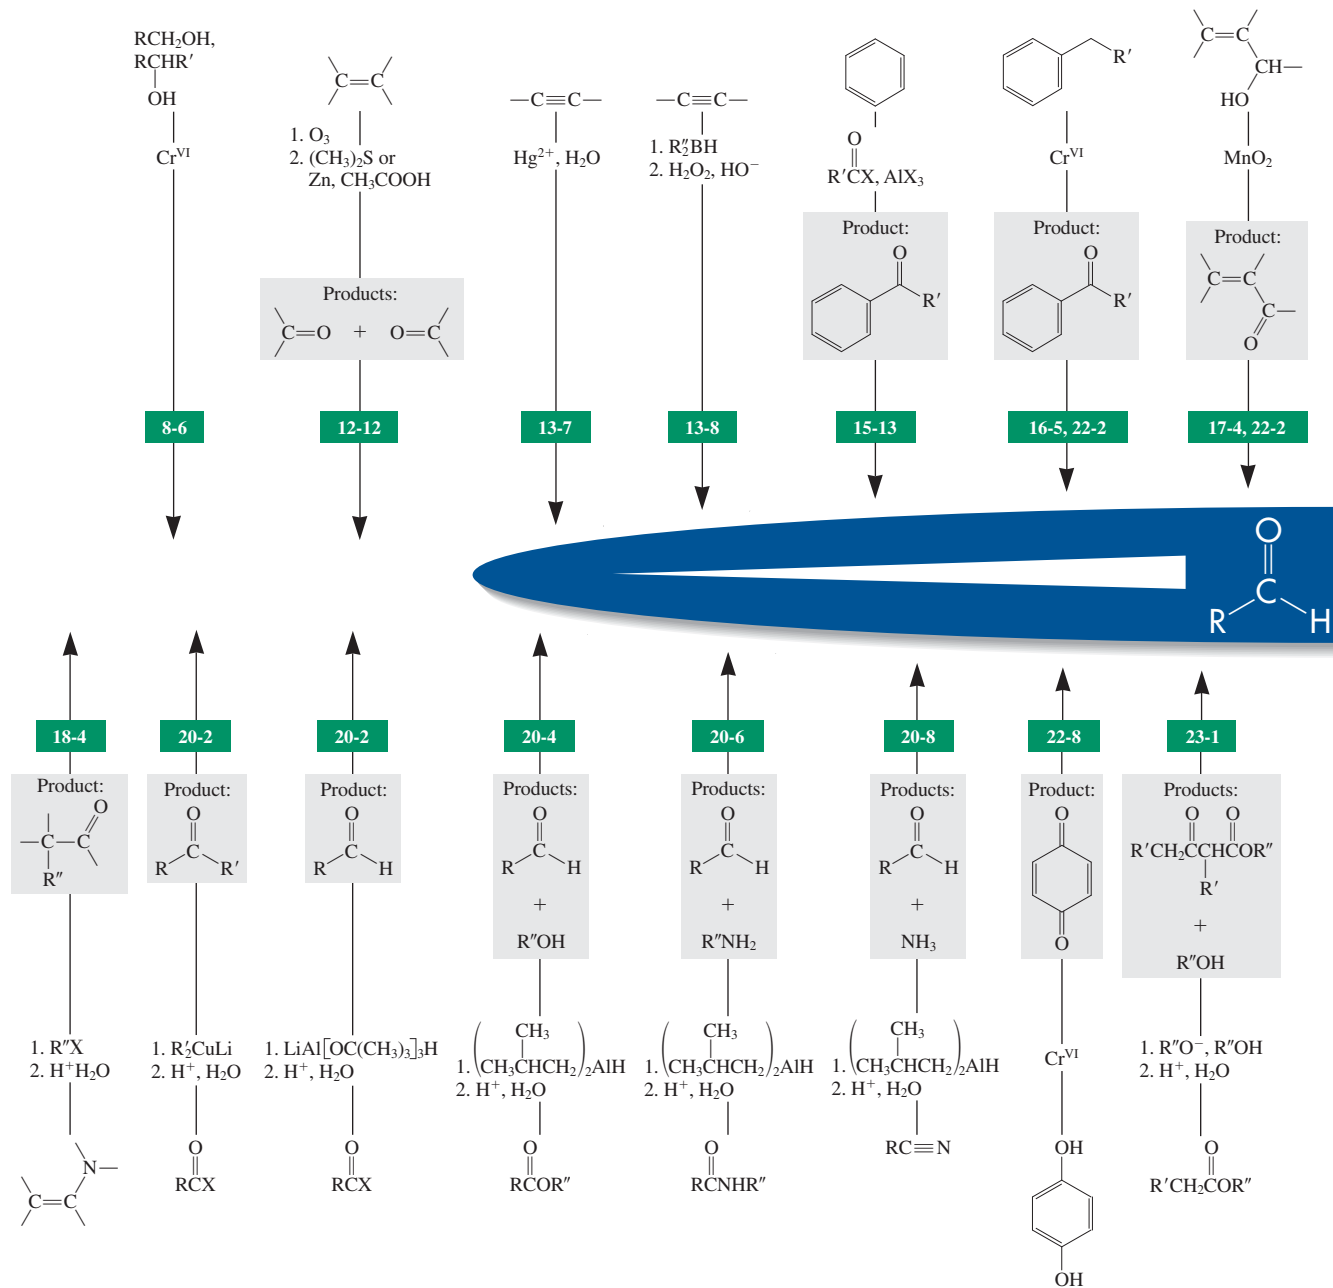 RCH₂OH,
RCHR′
OH
Cr^VI
8-6
C=C
1. O₃
2. (CH₃)₂S or
Zn, CH₃COOH
Products:
C=O + O=C
12-12
—C≡C—
Hg²⁺, H₂O
13-7
—C≡C—
1. R″₂BH
2. H₂O₂, HO⁻
13-8
O
R′CX, AlX₃
Product:
O
R′
15-13
R′
Cr^VI
Product:
O
R′
16-5, 22-2
C=C
CH—
HO
MnO₂
Product:
C=C
C—
O
17-4, 22-2
O
C
R H
18-4
Product:
O
—C—C
R″
1. R″X
2. H⁺H₂O
N—
C=C
20-2
Product:
O
C
R R′
1. R′₂CuLi
2. H⁺, H₂O
O
RCX
20-2
Product:
O
C
R H
1. LiAl[OC(CH₃)₃]₃H
2. H⁺, H₂O
O
RCX
20-4
Products:
O
C
R H
+
R″OH
CH₃
1. (CH₃CHCH₂)₂AlH
2. H⁺, H₂O
O
RCOR″
20-6
Products:
O
C
R H
+
R″NH₂
CH₃
1. (CH₃CHCH₂)₂AlH
2. H⁺, H₂O
O
RCNHR″
20-8
Products:
O
C
R H
+
NH₃
CH₃
1. (CH₃CHCH₂)₂AlH
2. H⁺, H₂O
RC≡N
22-8
Product:
O
O
Cr^VI
OH
OH
23-1
Products:
O O
R′CH₂CCHCOR″
R′
+
R″OH
1. R″O⁻, R″OH
2. H⁺, H₂O
O
R′CH₂COR″